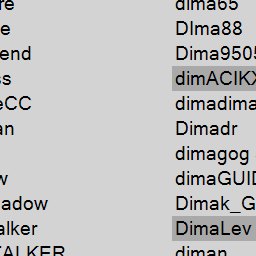 re dima65
e DIma88
end Dima9505
ss dimACIKX
eCC dimadima
an Dimadr
dimagog
w dimaGUID
adow Dimak_G
alker DimaLev
TALKER diman